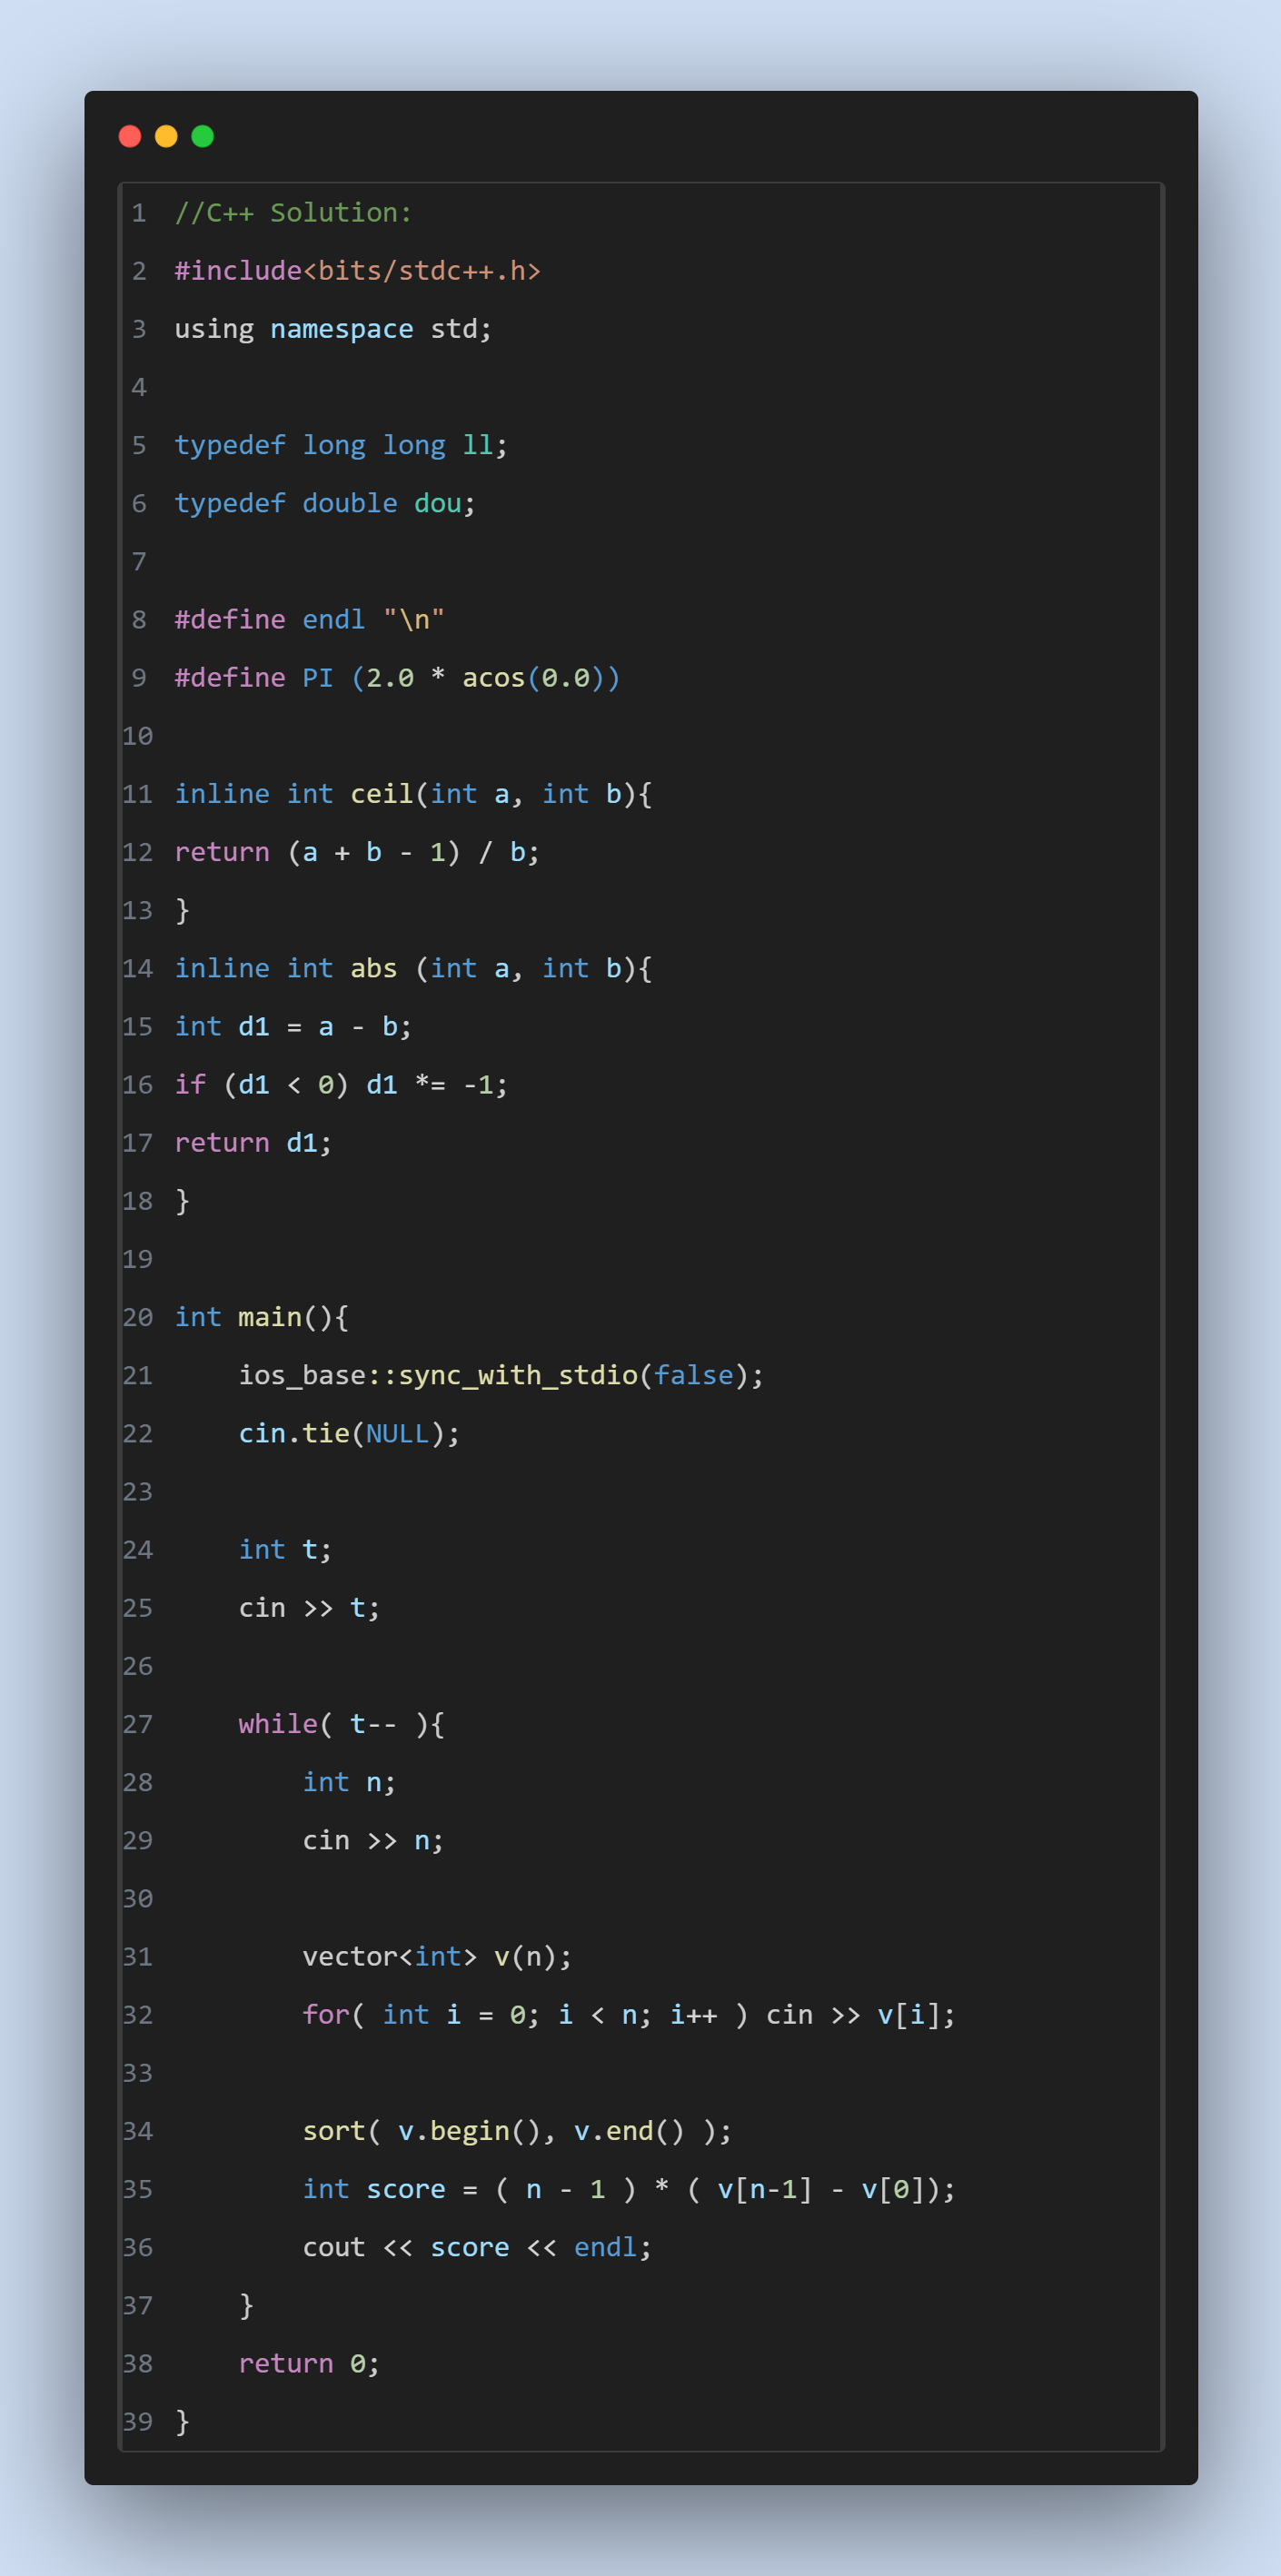 1 //C++ Solution:
2 #include<bits/stdc++.h>
3 using namespace std;
4
5 typedef long long ll;
6 typedef double dou;
7
8 #define endl "\n"
9 #define PI (2.0 * acos(0.0))
10
11 inline int ceil(int a, int b){
12 return (a + b - 1) / b;
13 }
14 inline int abs (int a, int b){
15 int d1 = a - b;
16 if (d1 < 0) d1 *= -1;
17 return d1;
18 }
19
20 int main(){
21     ios_base::sync_with_stdio(false);
22     cin.tie(NULL);
23
24     int t;
25     cin >> t;
26
27     while( t-- ){
28         int n;
29         cin >> n;
30
31         vector<int> v(n);
32         for( int i = 0; i < n; i++ ) cin >> v[i];
33
34         sort( v.begin(), v.end() );
35         int score = ( n - 1 ) * ( v[n-1] - v[0]);
36         cout << score << endl;
37     }
38     return 0;
39 }